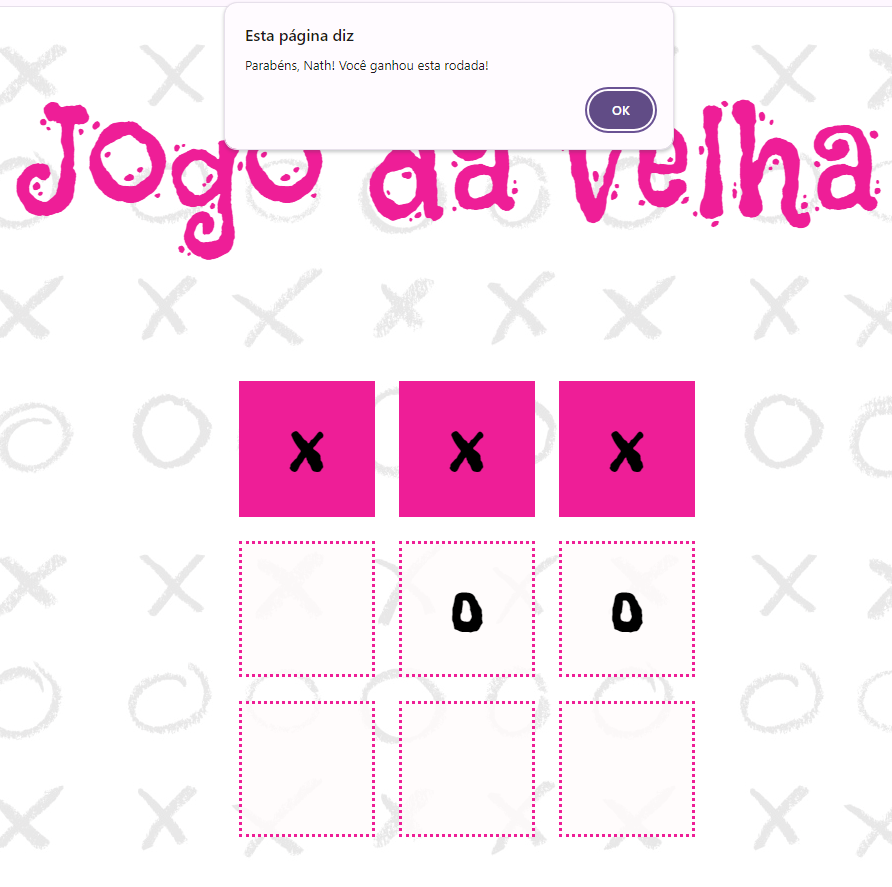 Esta página diz
Parabéns, Nath! Você ganhou esta rodada!
OK
Jogo da Velha
X X X
O O